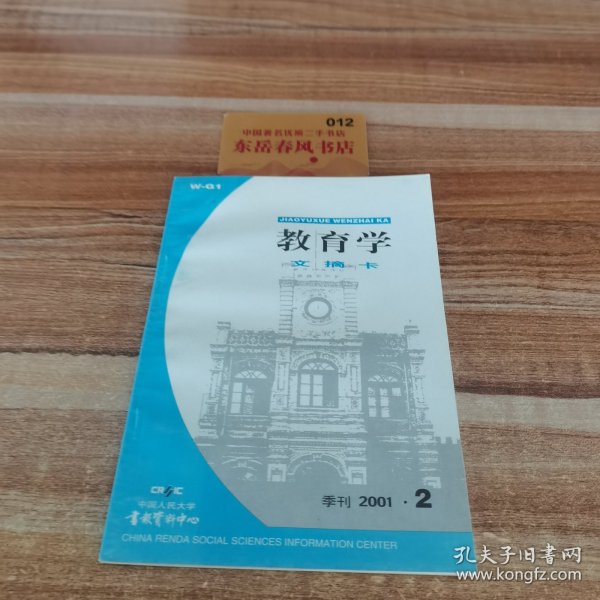 012
中国著名优质二手书店
东岳春风书店
W-G1
JIAOYUXUE WENZHAI KA
教育学
文摘卡
季刊 2001·2
中国人民大学
书报资料中心
CHINA RENDA SOCIAL SCIENCES INFORMATION CENTER
孔夫子旧书网
www.kongfz.com